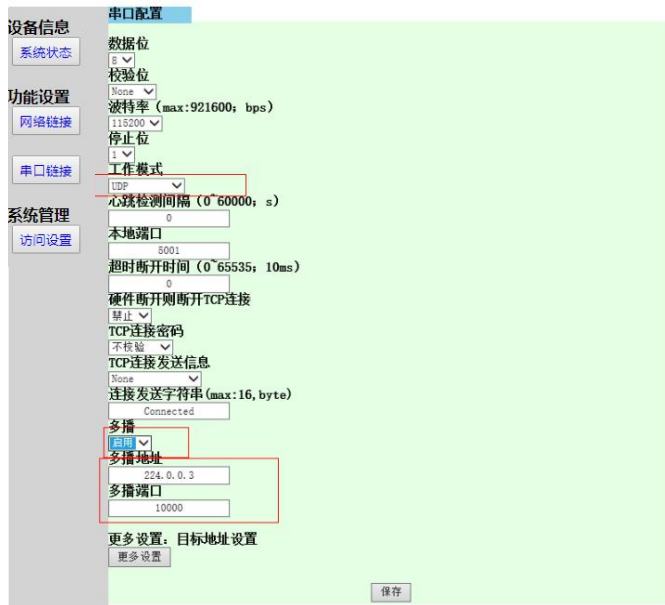 设备信息
系统状态
功能设置
网络链接
串口链接
系统管理
访问设置
串口配置
数据位
8
校验位
None
波特率（max:921600；bps）
115200
停止位
1
工作模式
UDP
心跳检测间隔（0~60000；s）
0
本地端口
5001
超时断开时间（0~65535；10ms）
0
硬件断开则断开TCP连接
禁止
TCP连接密码
不校验
TCP连接发送信息
None
连接发送字符串(max:16,byte)
Connected
多播
启用
多播地址
224.0.0.3
多播端口
10000
更多设置：目标地址设置
更多设置
保存